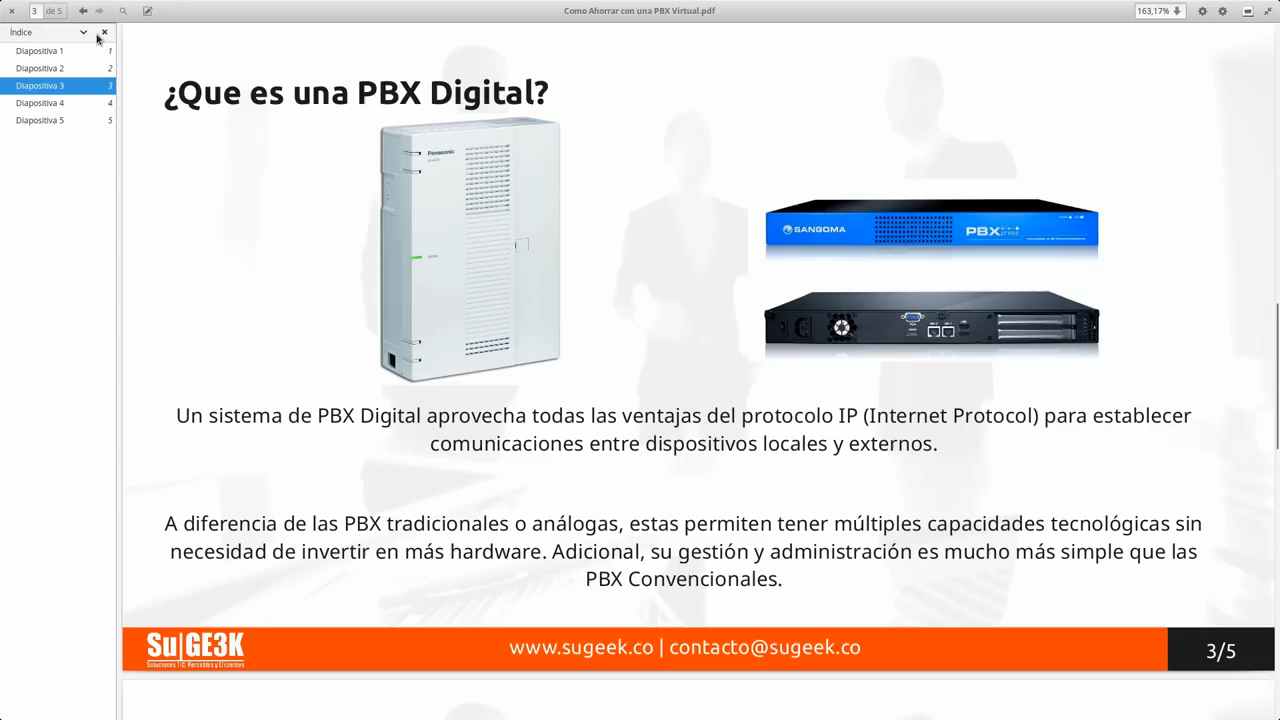 3 de 5
Como Ahorrar con una PBX Virtual.pdf
163,17%
Índice
Diapositiva 1 1
Diapositiva 2 2
Diapositiva 3 3
Diapositiva 4 4
Diapositiva 5 5
¿Que es una PBX Digital?
Panasonic
SANGOMA
PBXpress
Un sistema de PBX Digital aprovecha todas las ventajas del protocolo IP (Internet Protocol) para establecer
comunicaciones entre dispositivos locales y externos.
A diferencia de las PBX tradicionales o análogas, estas permiten tener múltiples capacidades tecnológicas sin
necesidad de invertir en más hardware. Adicional, su gestión y administración es mucho más simple que las
PBX Convencionales.
Su|GE3K
Soluciones TIC, Rentables y Eficientes
www.sugeek.co | contacto@sugeek.co
3/5